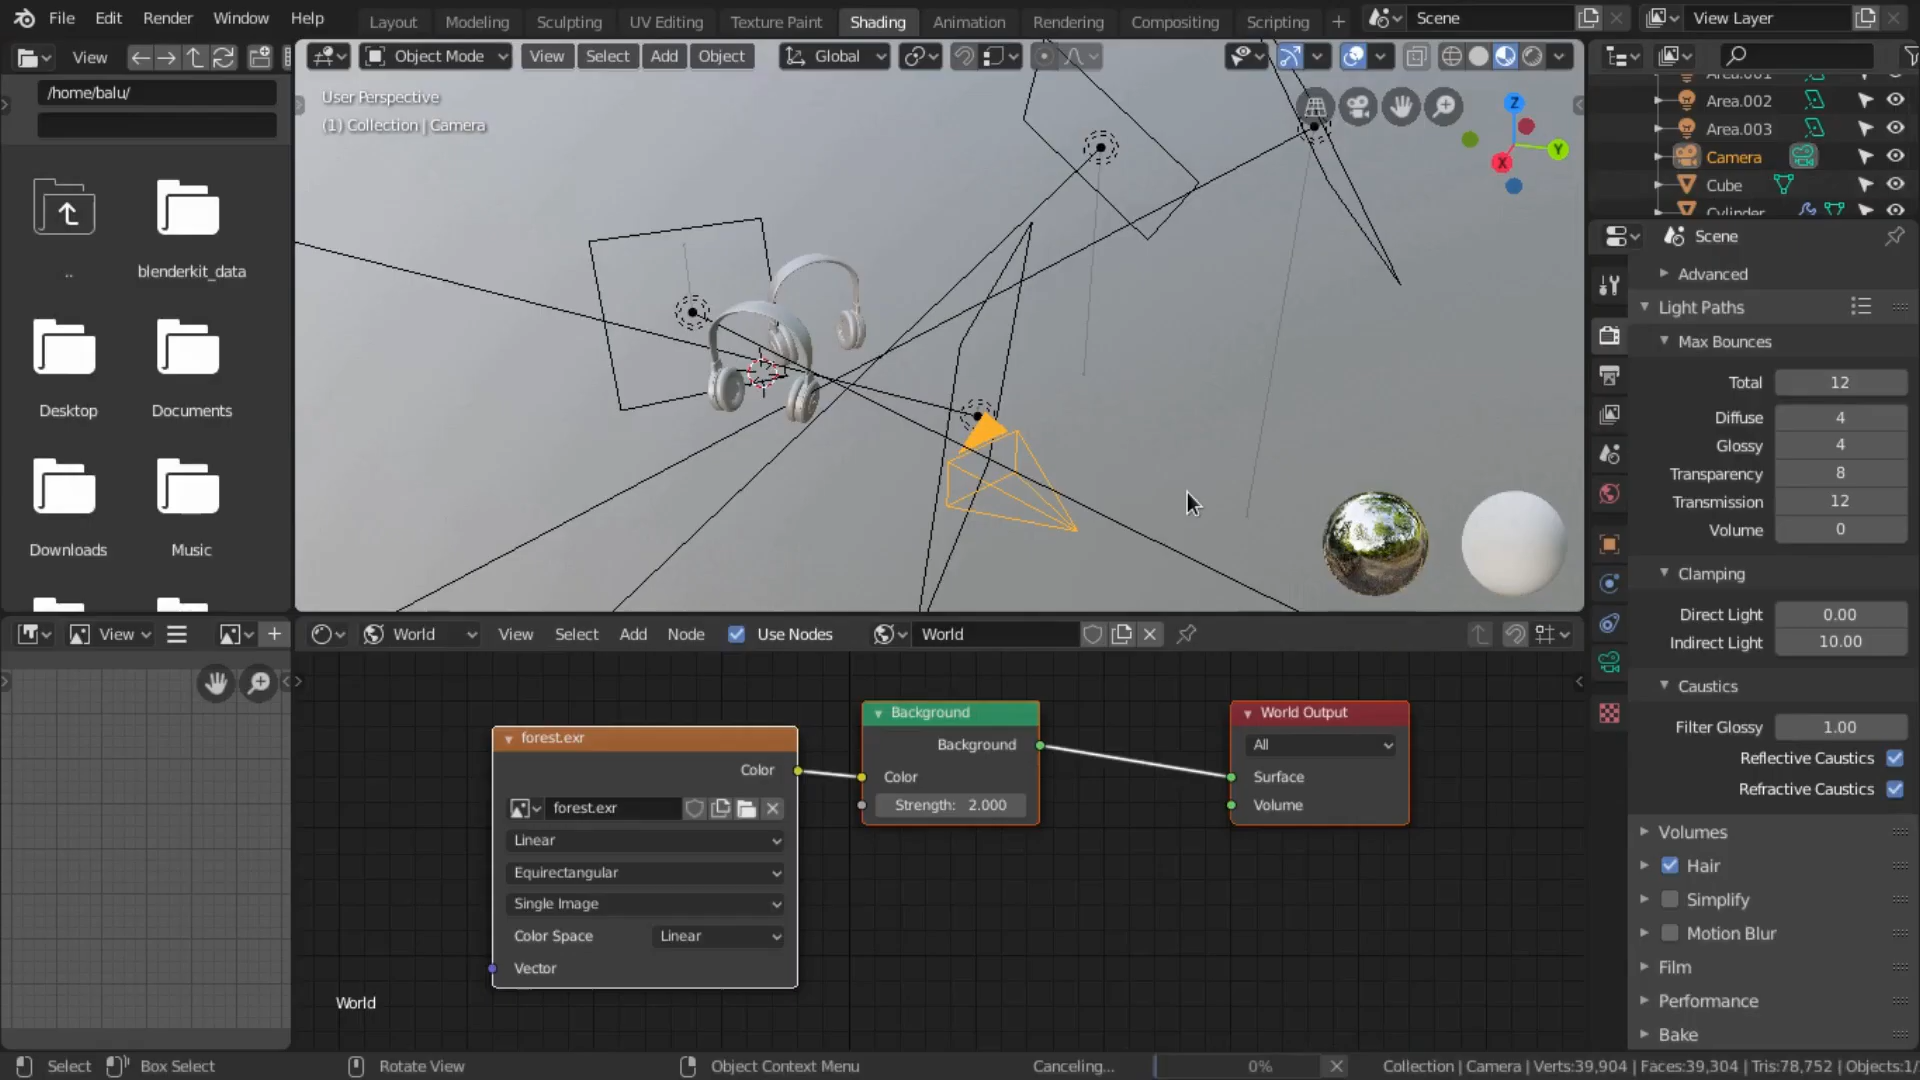 File Edit Render Window Help Layout Modeling Sculpting UV Editing Texture Paint Shading Animation Rendering Compositing Scripting + Scene View Layer
View Object Mode View Select Add Object Global
/home/balu/
User Perspective
(1) Collection | Camera
Z
Y
X
Area.001
Area.002
Area.003
Camera
Cube
Cylinder
..
blenderkit_data
Desktop
Documents
Downloads
Music
Scene
Advanced
Light Paths
Max Bounces
Total 12
Diffuse 4
Glossy 4
Transparency 8
Transmission 12
Volume 0
Clamping
Direct Light 0.00
Indirect Light 10.00
Caustics
Filter Glossy 1.00
Reflective Caustics
Refractive Caustics
Volumes
Hair
Simplify
Motion Blur
Film
Performance
Bake
View
World View Select Add Node Use Nodes World
forest.exr
Color
forest.exr
Linear
Equirectangular
Single Image
Color Space Linear
Vector
Background
Background
Color
Strength: 2.000
World Output
All
Surface
Volume
World
Select Box Select Rotate View Object Context Menu Canceling... 0% Collection | Camera | Verts:39,904 | Faces:39,304 | Tris:78,752 | Objects:1/